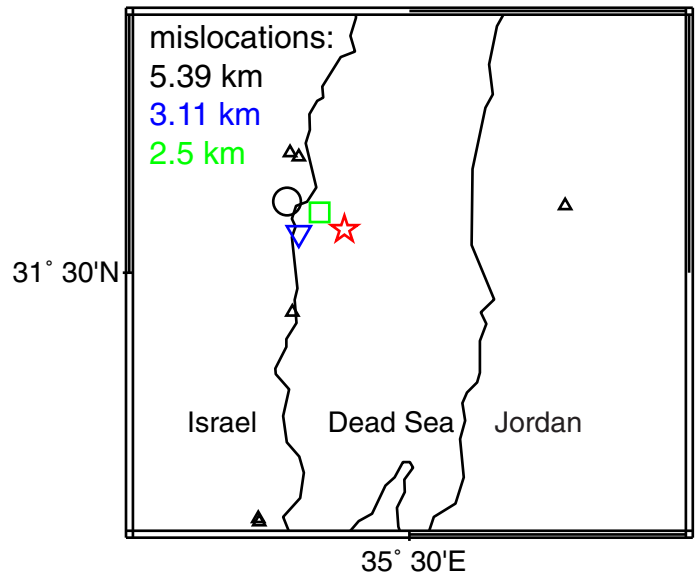 mislocations:
5.39 km
3.11 km
2.5 km
31° 30'N
Israel Dead Sea Jordan
35° 30'E